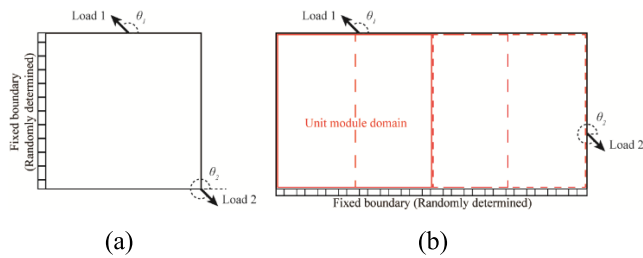 Load 1
θ1
Fixed boundary
(Randomly determined)
θ2
Load 2
(a)
Load 1
θ1
Unit module domain
θ2
Load 2
Fixed boundary (Randomly determined)
(b)